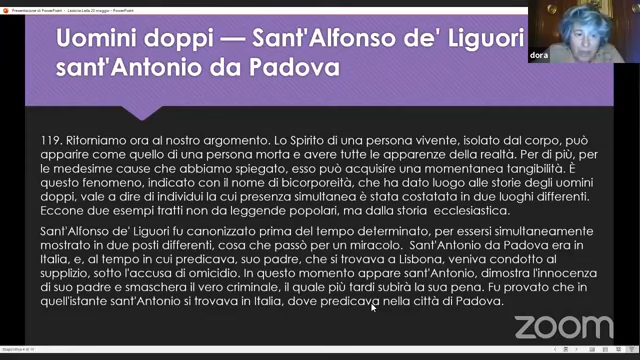 Presentazione di PowerPoint
Uomini doppi — Sant'Alfonso de' Liguori
sant'Antonio da Padova
dora
119. Ritorniamo ora al nostro argomento. Lo Spirito di una persona vivente, isolato dal corpo, può
apparire come quello di una persona morta e avere tutte le apparenze della realtà. Per di più, per
le medesime cause che abbiamo spiegato, esso può acquisire una momentanea tangibilità. È
questo fenomeno, indicato con il nome di bicorporeità, che ha dato luogo alle storie degli uomini
doppi, vale a dire di individui la cui presenza simultanea è stata costatata in due luoghi differenti.
Eccone due esempi tratti non da leggende popolari, ma dalla storia ecclesiastica.
Sant'Alfonso de' Liguori fu canonizzato prima del tempo determinato, per essersi simultaneamente
mostrato in due posti differenti, cosa che passò per un miracolo. Sant'Antonio da Padova era in
Italia, e, al tempo in cui predicava, suo padre, che si trovava a Lisbona, veniva condotto al
supplizio, sotto l'accusa di omicidio. In questo momento appare sant'Antonio, dimostra l'innocenza
di suo padre e smaschera il vero criminale, il quale più tardi subirà la sua pena. Fu provato che in
quell'istante sant'Antonio si trovava in Italia, dove predicava nella città di Padova.
zoom